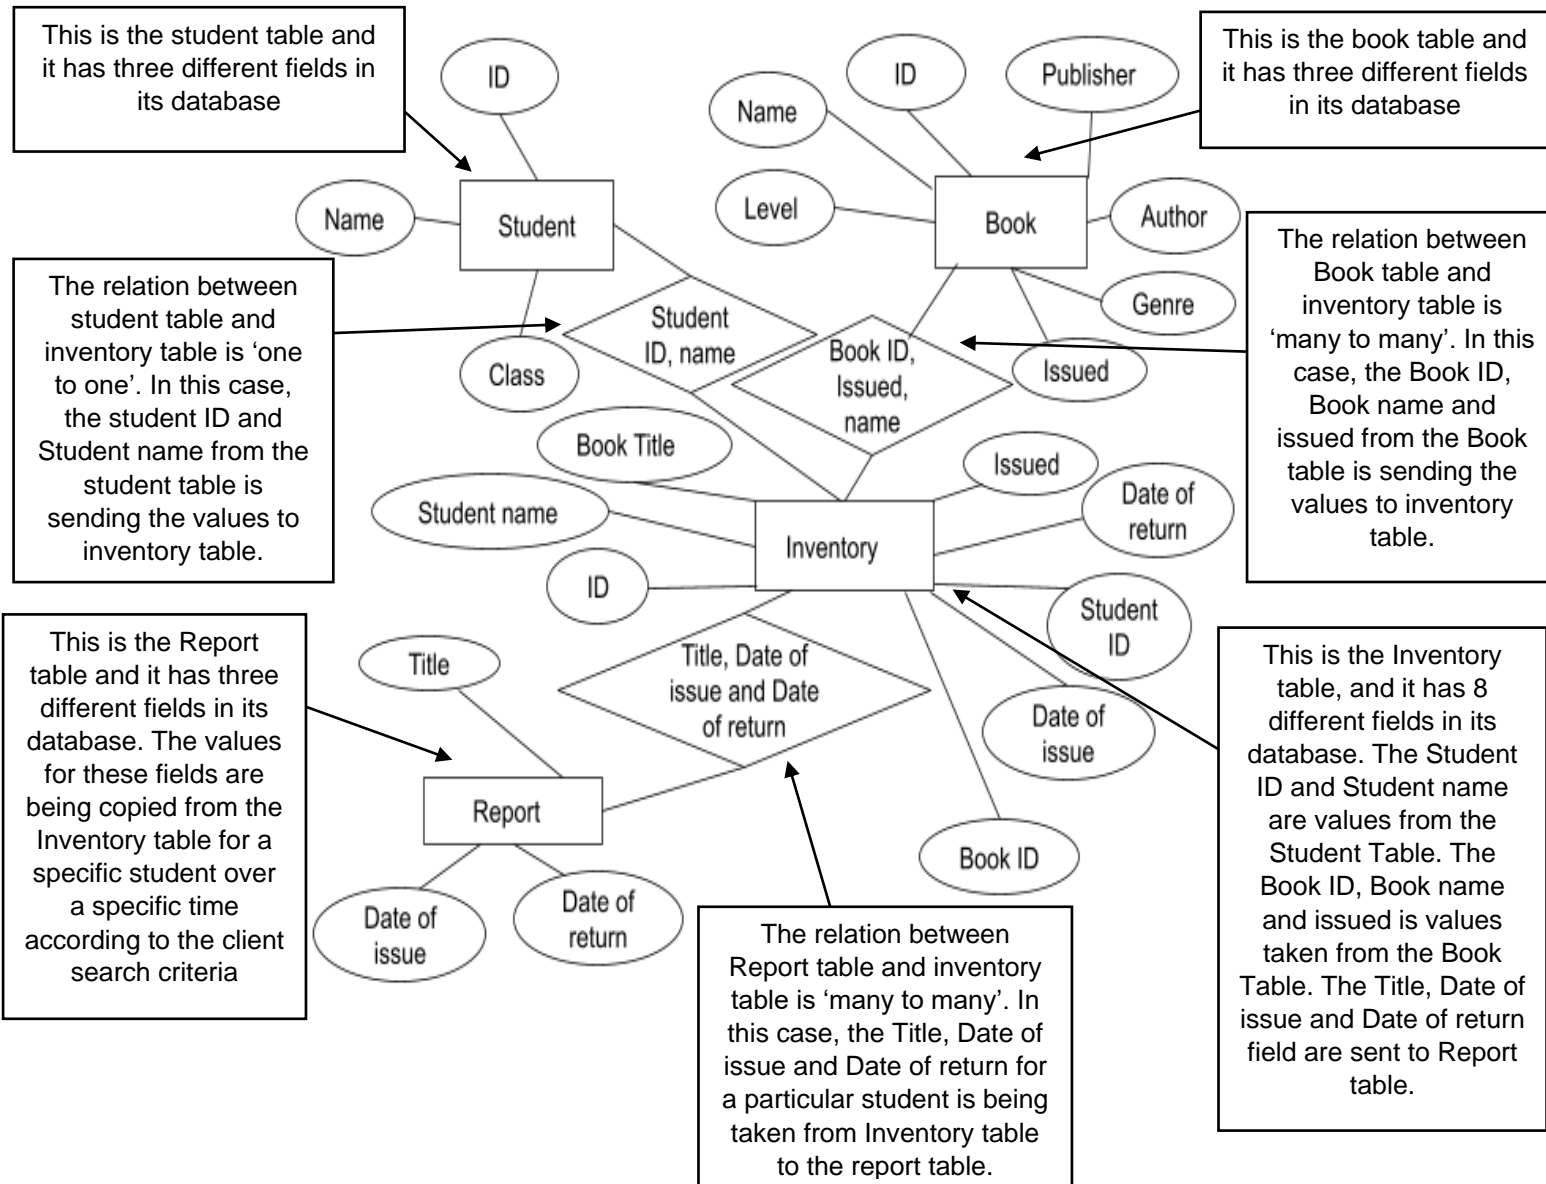 This is the student table and
it has three different fields in
its database
ID
Name
Student
Class
Name
ID
Publisher
Level
Book
Author
Genre
Issued
This is the book table and
it has three different fields
in its database
The relation between
student table and
inventory table is ‘one
to one’. In this case,
the student ID and
Student name from the
student table is
sending the values to
inventory table.
Student
ID, name
Book ID,
Issued,
name
The relation between
Book table and
inventory table is
‘many to many’. In this
case, the Book ID,
Book name and
issued from the Book
table is sending the
values to inventory
table.
Book Title
Student name
ID
Inventory
Issued
Date of
return
Student
ID
Date of
issue
Book ID
This is the Report
table and it has three
different fields in its
database. The values
for these fields are
being copied from the
Inventory table for a
specific student over
a specific time
according to the client
search criteria
Title
Title, Date of
issue and Date
of return
Report
Date of
issue
Date of
return
The relation between
Report table and inventory
table is ‘many to many’. In
this case, the Title, Date of
issue and Date of return for
a particular student is being
taken from Inventory table
to the report table.
This is the Inventory
table, and it has 8
different fields in its
database. The Student
ID and Student name
are values from the
Student Table. The
Book ID, Book name
and issued is values
taken from the Book
Table. The Title, Date of
issue and Date of return
field are sent to Report
table.